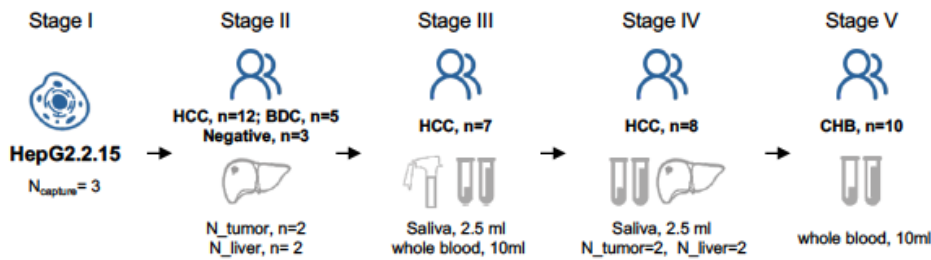 Stage I
HepG2.2.15
Ncapture= 3
Stage II
HCC, n=12; BDC, n=5
Negative, n=3
N_tumor, n=2
N_liver, n= 2
Stage III
HCC, n=7
Saliva, 2.5 ml
whole blood, 10ml
Stage IV
HCC, n=8
Saliva, 2.5 ml
N_tumor=2, N_liver=2
Stage V
CHB, n=10
whole blood, 10ml